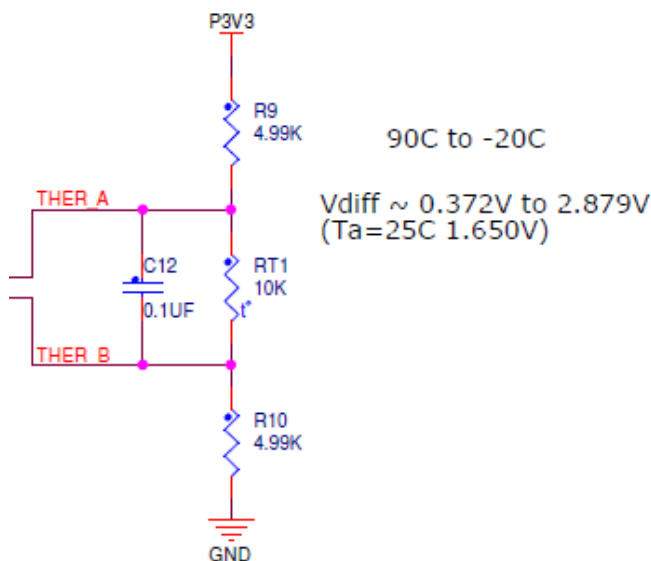 P3V3
R9
4.99K
90C to -20C
THER_A
Vdiff ~ 0.372V to 2.879V
(Ta=25C 1.650V)
C12
RT1
10K
0.1UF
t°
THER_B
R10
4.99K
GND